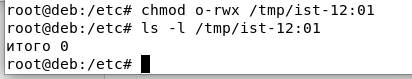 root@deb:/etc# chmod o-rwx /tmp/ist-12:01
root@deb:/etc# ls -l /tmp/ist-12:01
итого 0
root@deb:/etc#